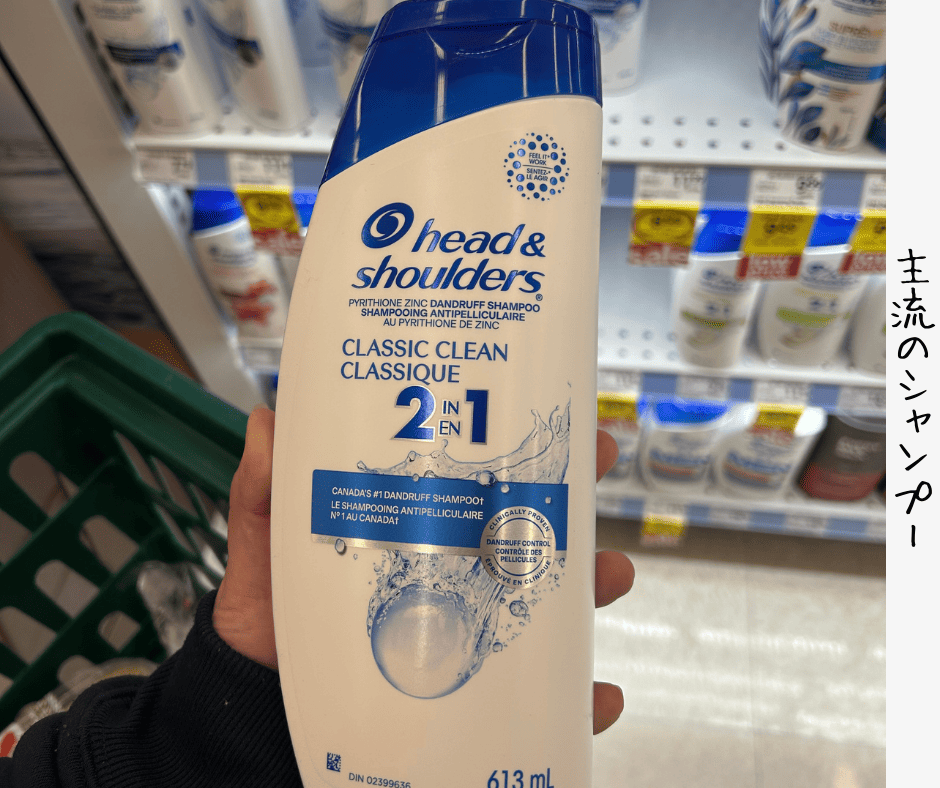 FEEL IT
WORK
SENTEZ-
LE AGIR
head &
shoulders®
PYRITHIONE ZINC DANDRUFF SHAMPOO
SHAMPOOING ANTIPELLICULAIRE
AU PYRITHIONE DE ZINC
CLASSIC CLEAN
CLASSIQUE
2 IN 1
EN
CANADA'S #1 DANDRUFF SHAMPOO†
LE SHAMPOOING ANTIPELLICULAIRE
N° 1 AU CANADA†
CLINICALLY PROVEN
DANDRUFF CONTROL
CONTRÔLE DES
PELLICULES
ÉPROUVÉ EN CLINIQUE
DIN 02399636
613 mL
主流のシャンプー